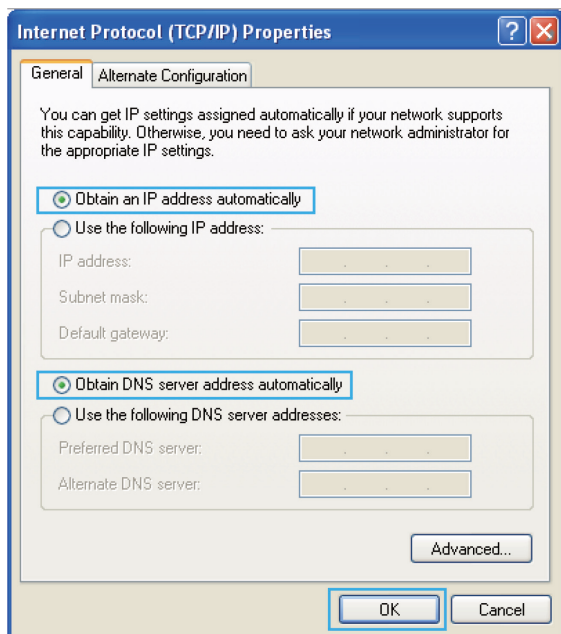 Internet Protocol (TCP/IP) Properties
General
Alternate Configuration
You can get IP settings assigned automatically if your network supports
this capability. Otherwise, you need to ask your network administrator for
the appropriate IP settings.
Obtain an IP address automatically
Use the following IP address:
IP address:
Subnet mask:
Default gateway:
Obtain DNS server address automatically
Use the following DNS server addresses:
Preferred DNS server:
Alternate DNS server:
Advanced...
OK
Cancel